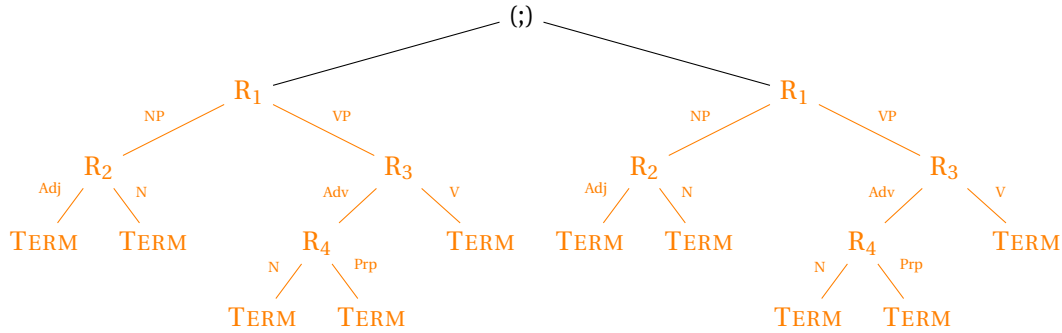 (;)
R1 R1
NP VP NP VP
R2 R3 R2 R3
Adj N Adv V Adj N Adv V
TERM TERM R4 TERM TERM TERM R4 TERM
N Prp N Prp
TERM TERM TERM TERM